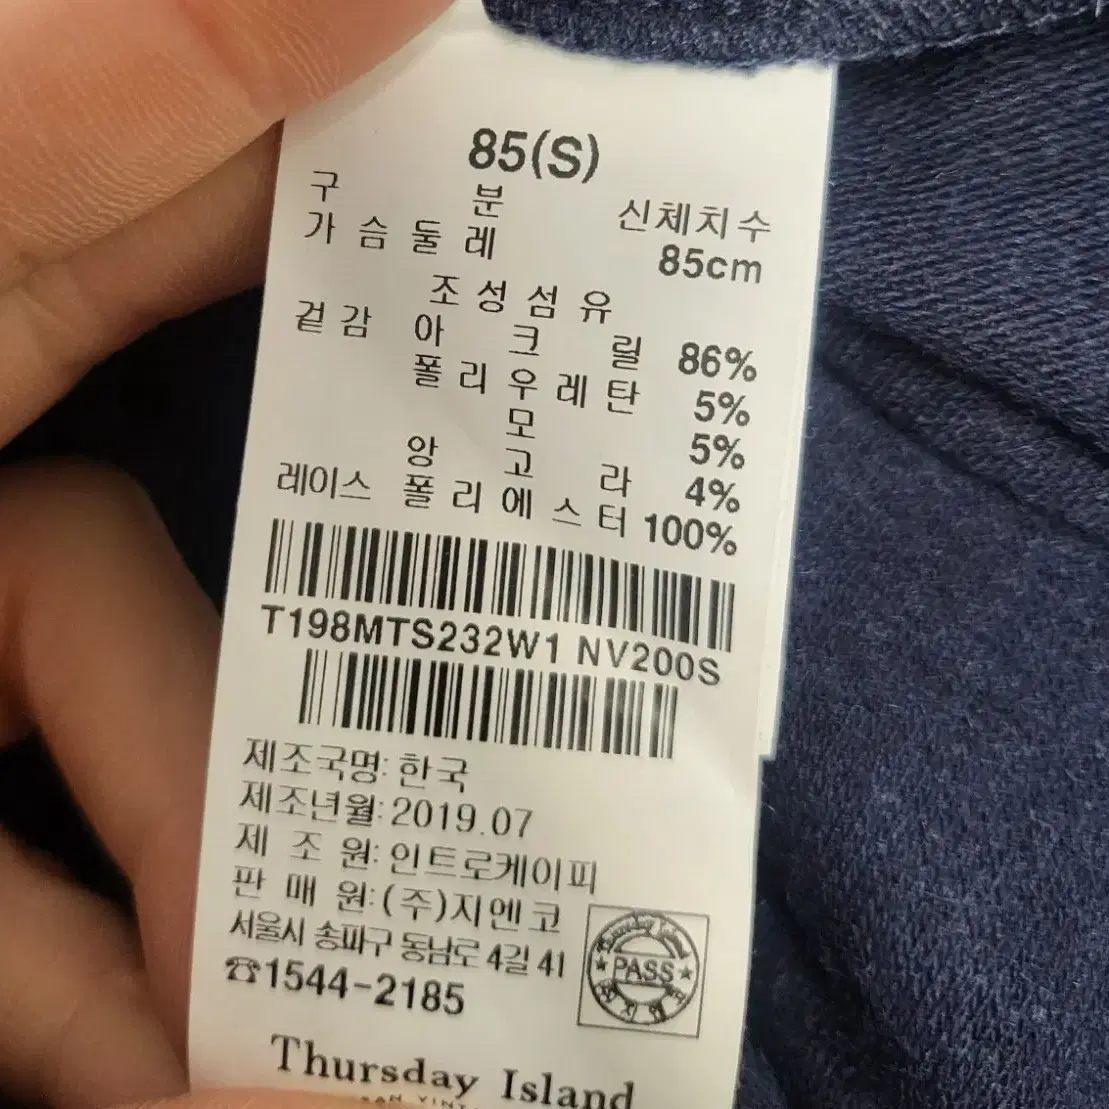 85(S)
구 분 신체치수
가슴둘레 85cm
조성섬유
겉감 아크릴 86%
폴리우레탄 5%
모 5%
앙고라 4%
레이스 폴리에스터 100%
T198MTS232W1 NV200S
제조국명: 한국
제조년월: 2019.07
제 조 원: 인트로케이피
판 매 원: (주)지엔코
서울시 송파구 동남로 4길 41
☎1544-2185
Thursday Island
PASS
Thursday Island